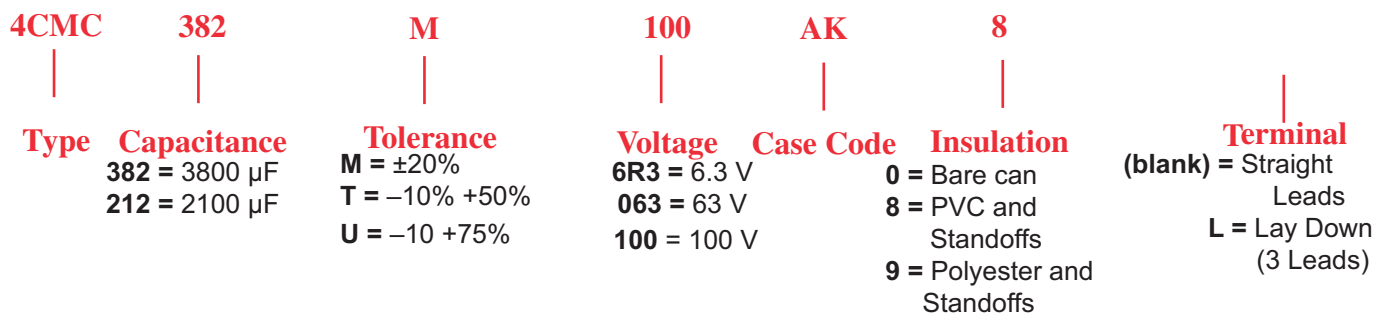 4CMC 382 M 100 AK 8
Type Capacitance Tolerance Voltage Case Code Insulation Terminal
382 = 3800 µF
212 = 2100 µF
M = ±20%
T = –10% +50%
U = –10 +75%
6R3 = 6.3 V
063 = 63 V
100 = 100 V
0 = Bare can
8 = PVC and
Standoffs
9 = Polyester and
Standoffs
(blank) = Straight
Leads
L = Lay Down
(3 Leads)